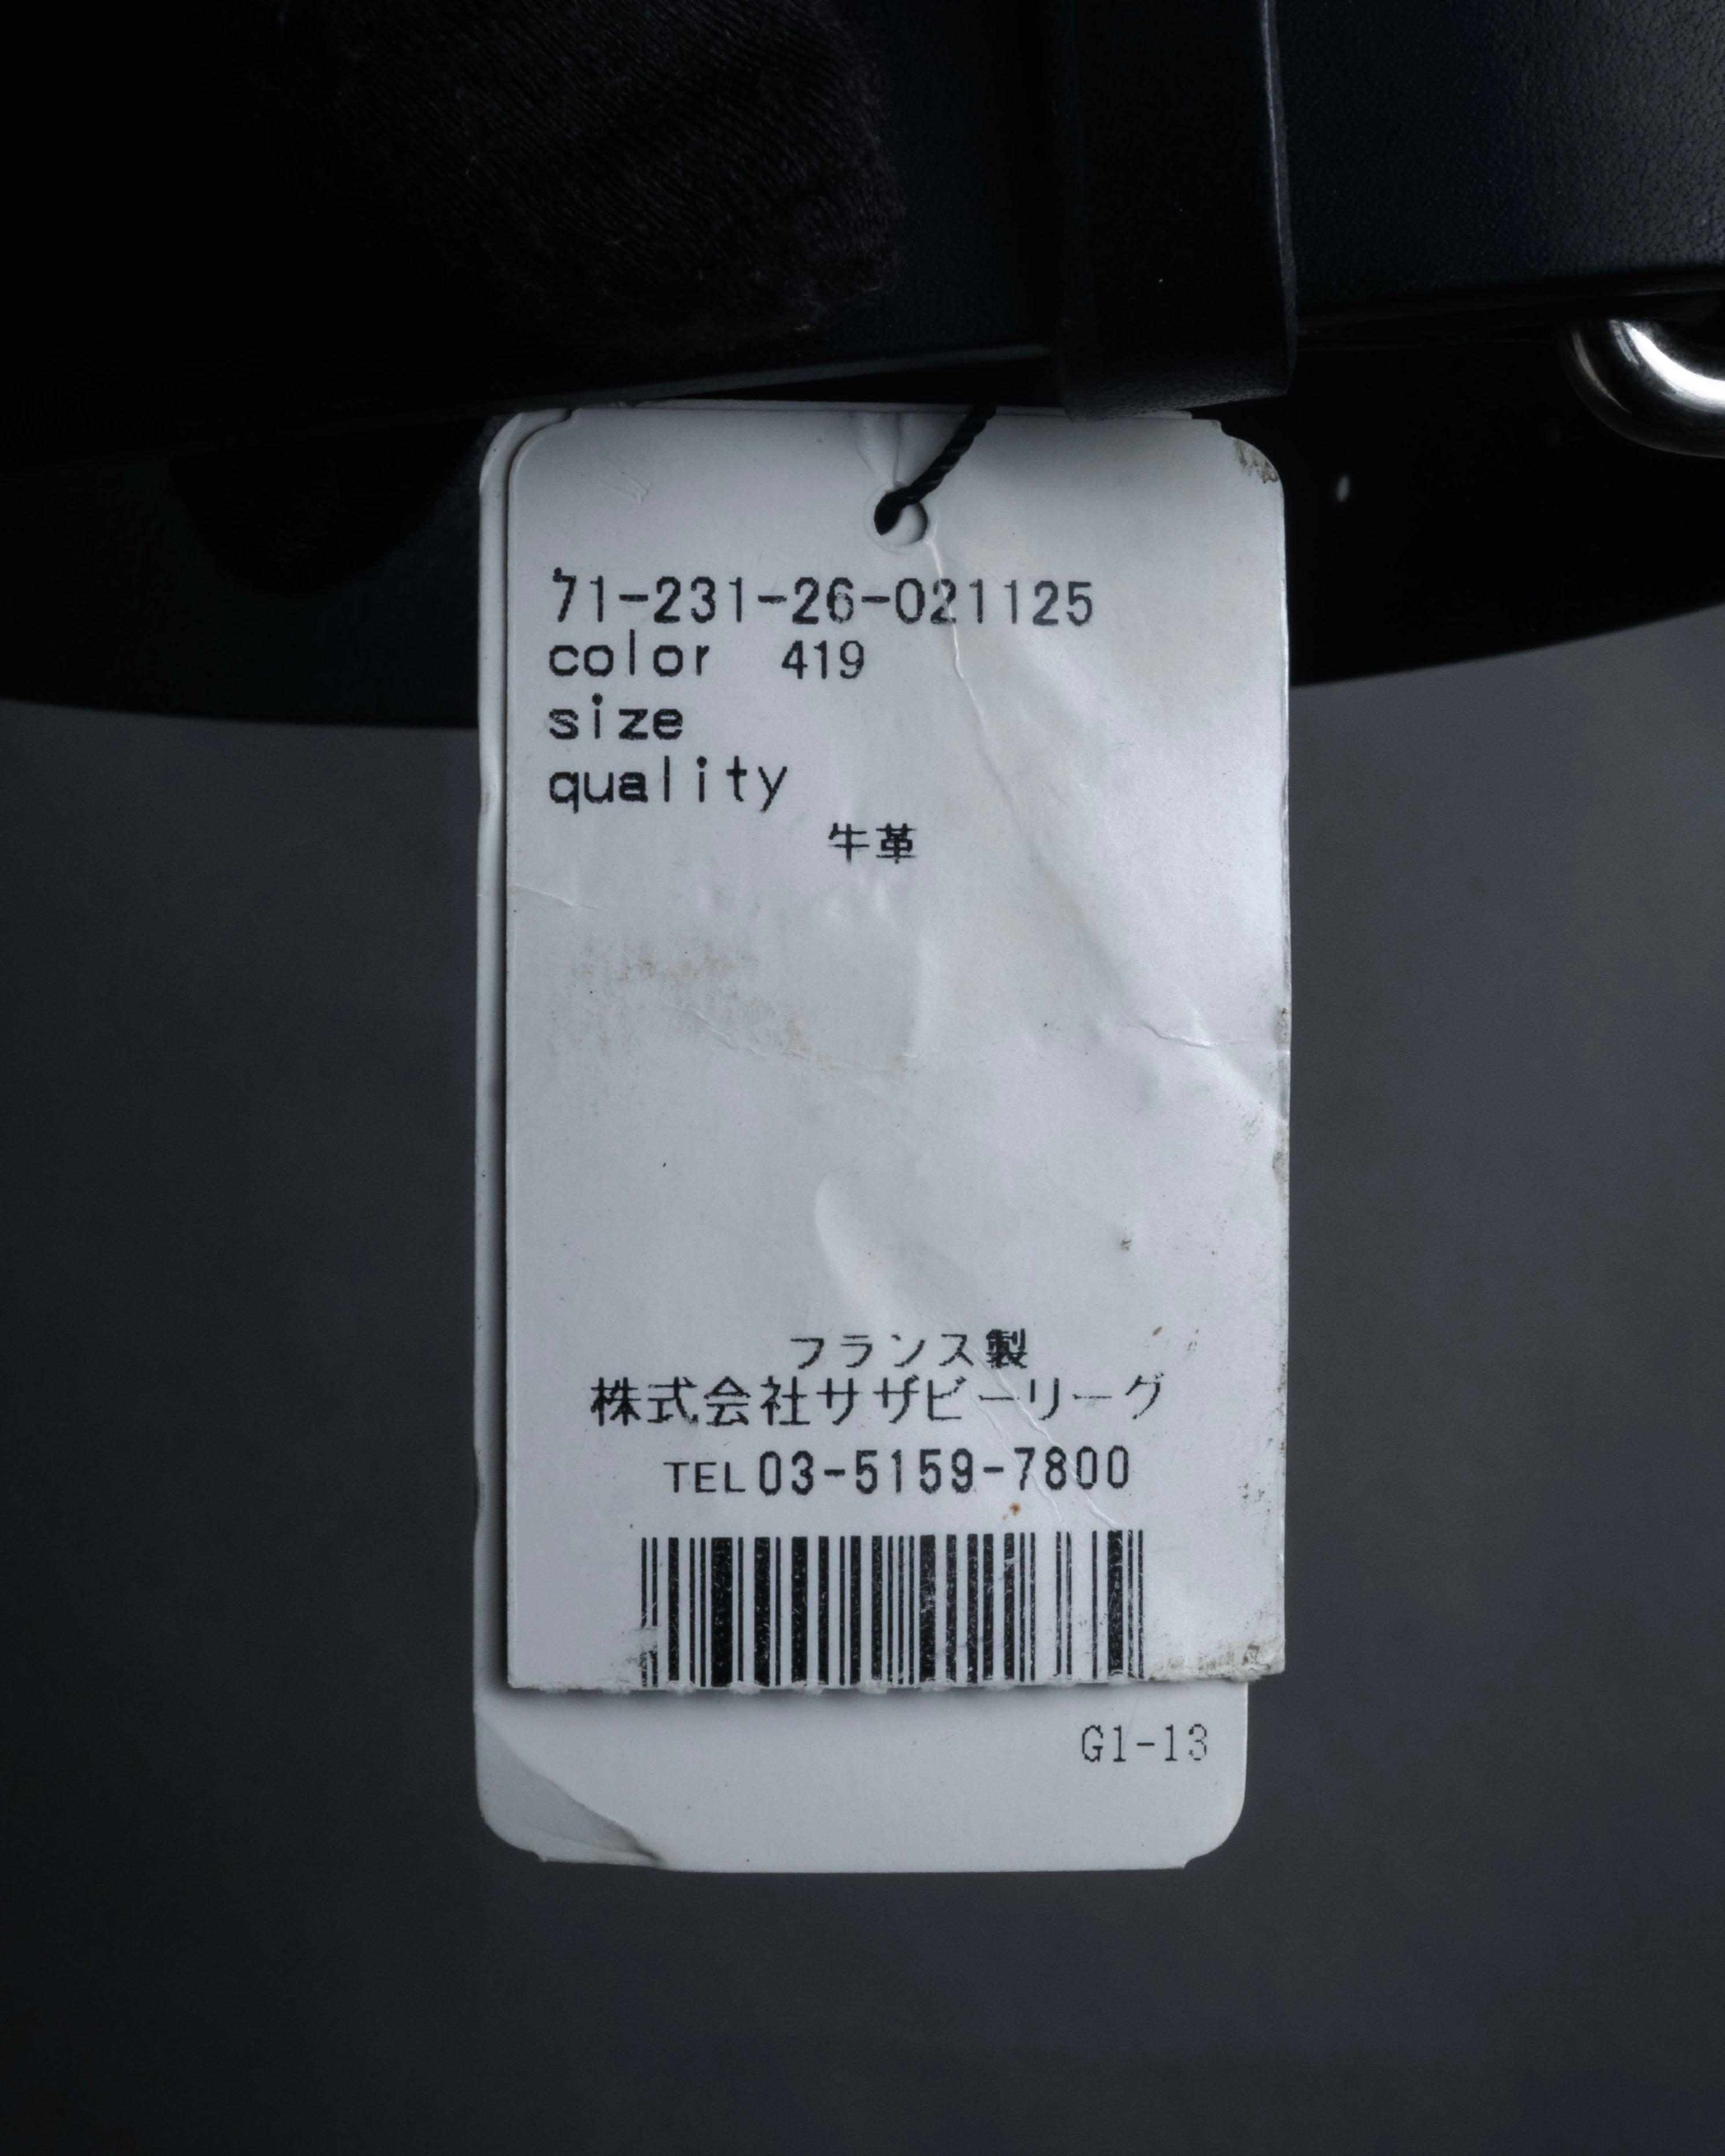 71-231-26-021125
color 419
size
quality
牛革
フランス製
株式会社サザビーリーグ
TEL03-5159-7800
G1-13